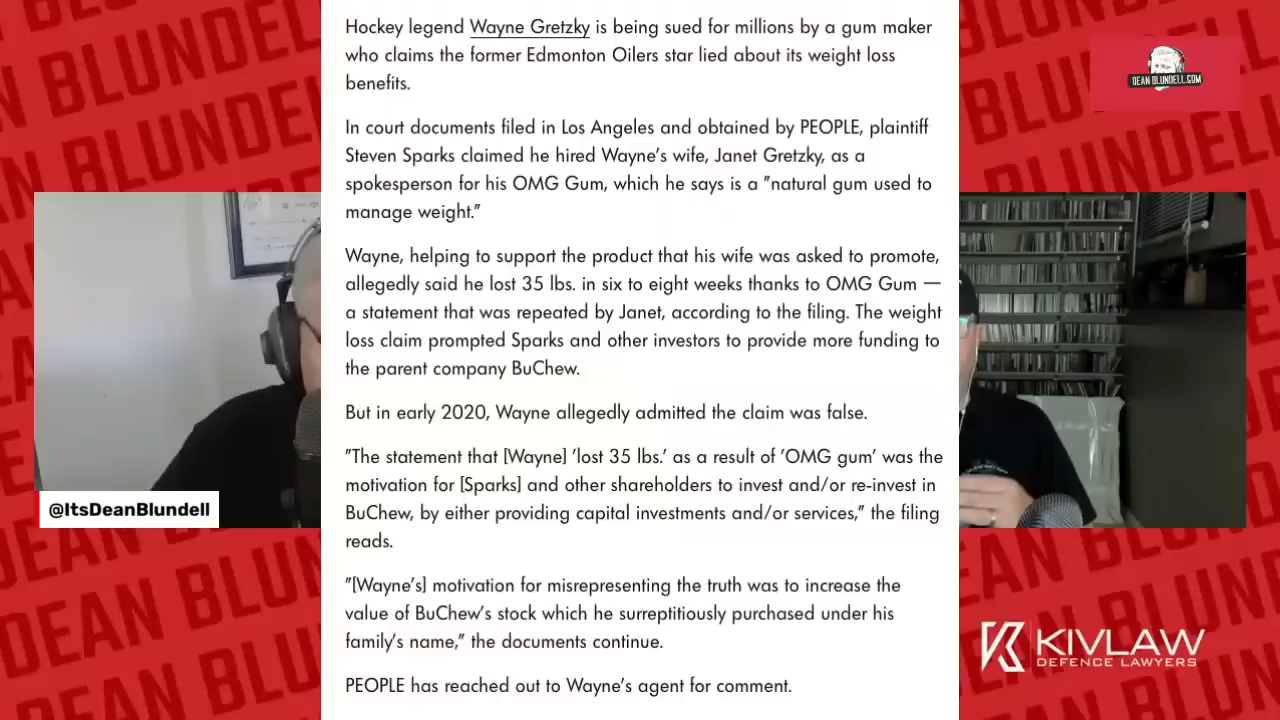 Hockey legend Wayne Gretzky is being sued for millions by a gum maker
who claims the former Edmonton Oilers star lied about its weight loss
benefits.
In court documents filed in Los Angeles and obtained by PEOPLE, plaintiff
Steven Sparks claimed he hired Wayne’s wife, Janet Gretzky, as a
spokesperson for his OMG Gum, which he says is a ”natural gum used to
manage weight.”
Wayne, helping to support the product that his wife was asked to promote,
allegedly said he lost 35 lbs. in six to eight weeks thanks to OMG Gum —
a statement that was repeated by Janet, according to the filing. The weight
loss claim prompted Sparks and other investors to provide more funding to
the parent company BuChew.
But in early 2020, Wayne allegedly admitted the claim was false.
”The statement that [Wayne] ’lost 35 lbs.’ as a result of ’OMG gum’ was the
motivation for [Sparks] and other shareholders to invest and/or re-invest in
BuChew, by either providing capital investments and/or services,” the filing
reads.
”[Wayne’s] motivation for misrepresenting the truth was to increase the
value of BuChew’s stock which he surreptitiously purchased under his
family’s name,” the documents continue.
PEOPLE has reached out to Wayne’s agent for comment.
@ItsDeanBlundell
DEAN BLUNDELL.COM
KIVLAW
DEFENCE LAWYERS
DEAN BLUNDELL